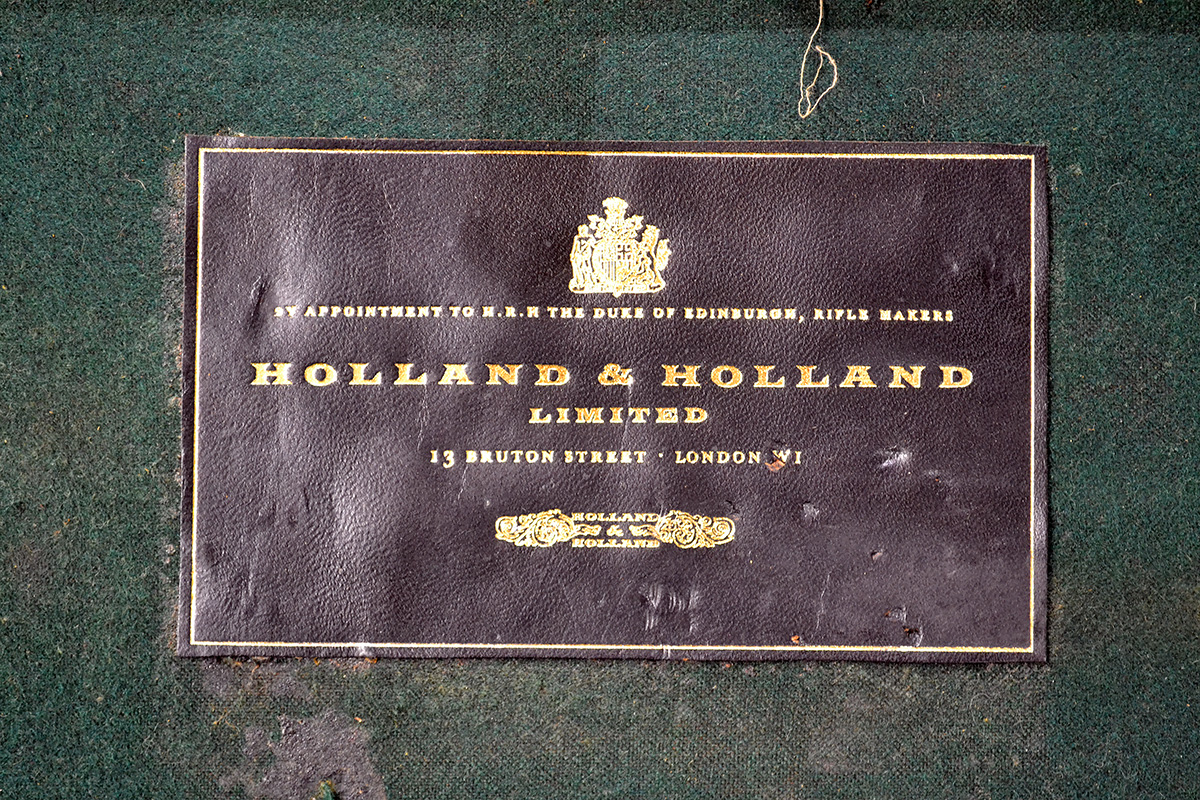 BY APPOINTMENT TO H.R.H THE DUKE OF EDINBURGH, RIFLE MAKERS
HOLLAND & HOLLAND
LIMITED
13 BRUTON STREET · LONDON W1
HOLLAND
&
HOLLAND